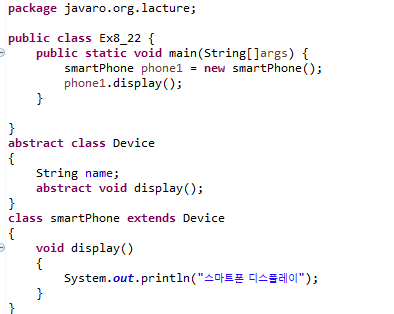 package javaro.org.lacture;
public class Ex8_22 {
public static void main(String[]args) {
smartPhone phone1 = new smartPhone();
phone1.display();
}
}
abstract class Device
{
String name;
abstract void display();
}
class smartPhone extends Device
{
void display()
{
System.out.println("스마트폰 디스플레이");
}
}